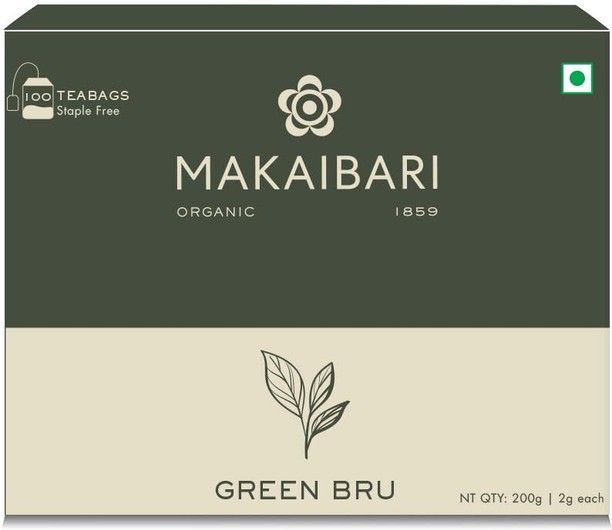 100 TEABAGS
Staple Free
MAKAIBARI
ORGANIC 1859
GREEN BRU
NT QTY: 200g | 2g each